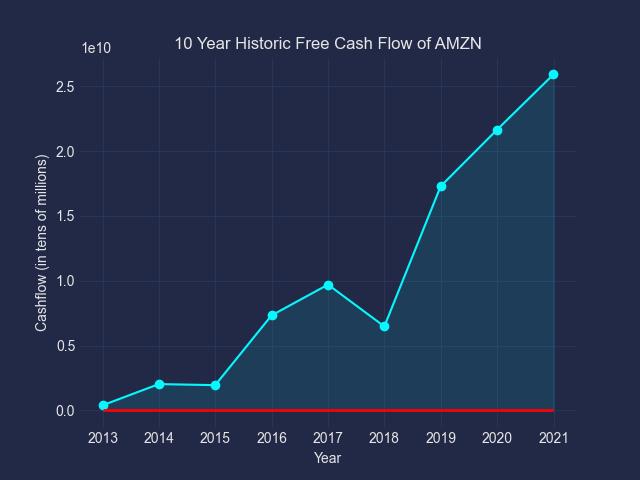 10 Year Historic Free Cash Flow of AMZN
1e10
2.5
2.0
1.5
1.0
0.5
0.0
Cashflow (in tens of millions)
2013 2014 2015 2016 2017 2018 2019 2020 2021
Year